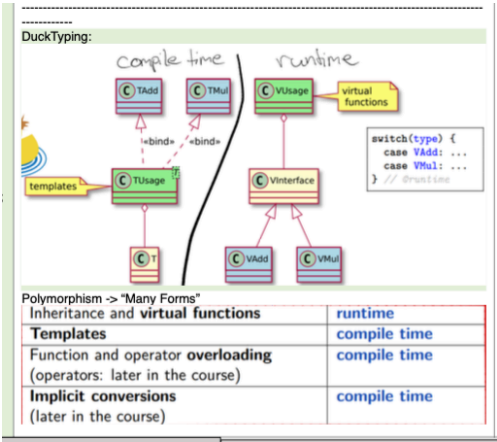 DuckTyping:
compile time
runtime
C TAdd
C TMul
C VUsage
virtual
functions
«bind»
«bind»
switch(type) {
case VAdd: ...
case VMul: ...
} // @runtime
templates
C TUsage
T
C VInterface
C T
C VAdd
C VMul
Polymorphism -> “Many Forms”
Inheritance and virtual functions runtime
Templates compile time
Function and operator overloading compile time
(operators: later in the course)
Implicit conversions compile time
(later in the course)